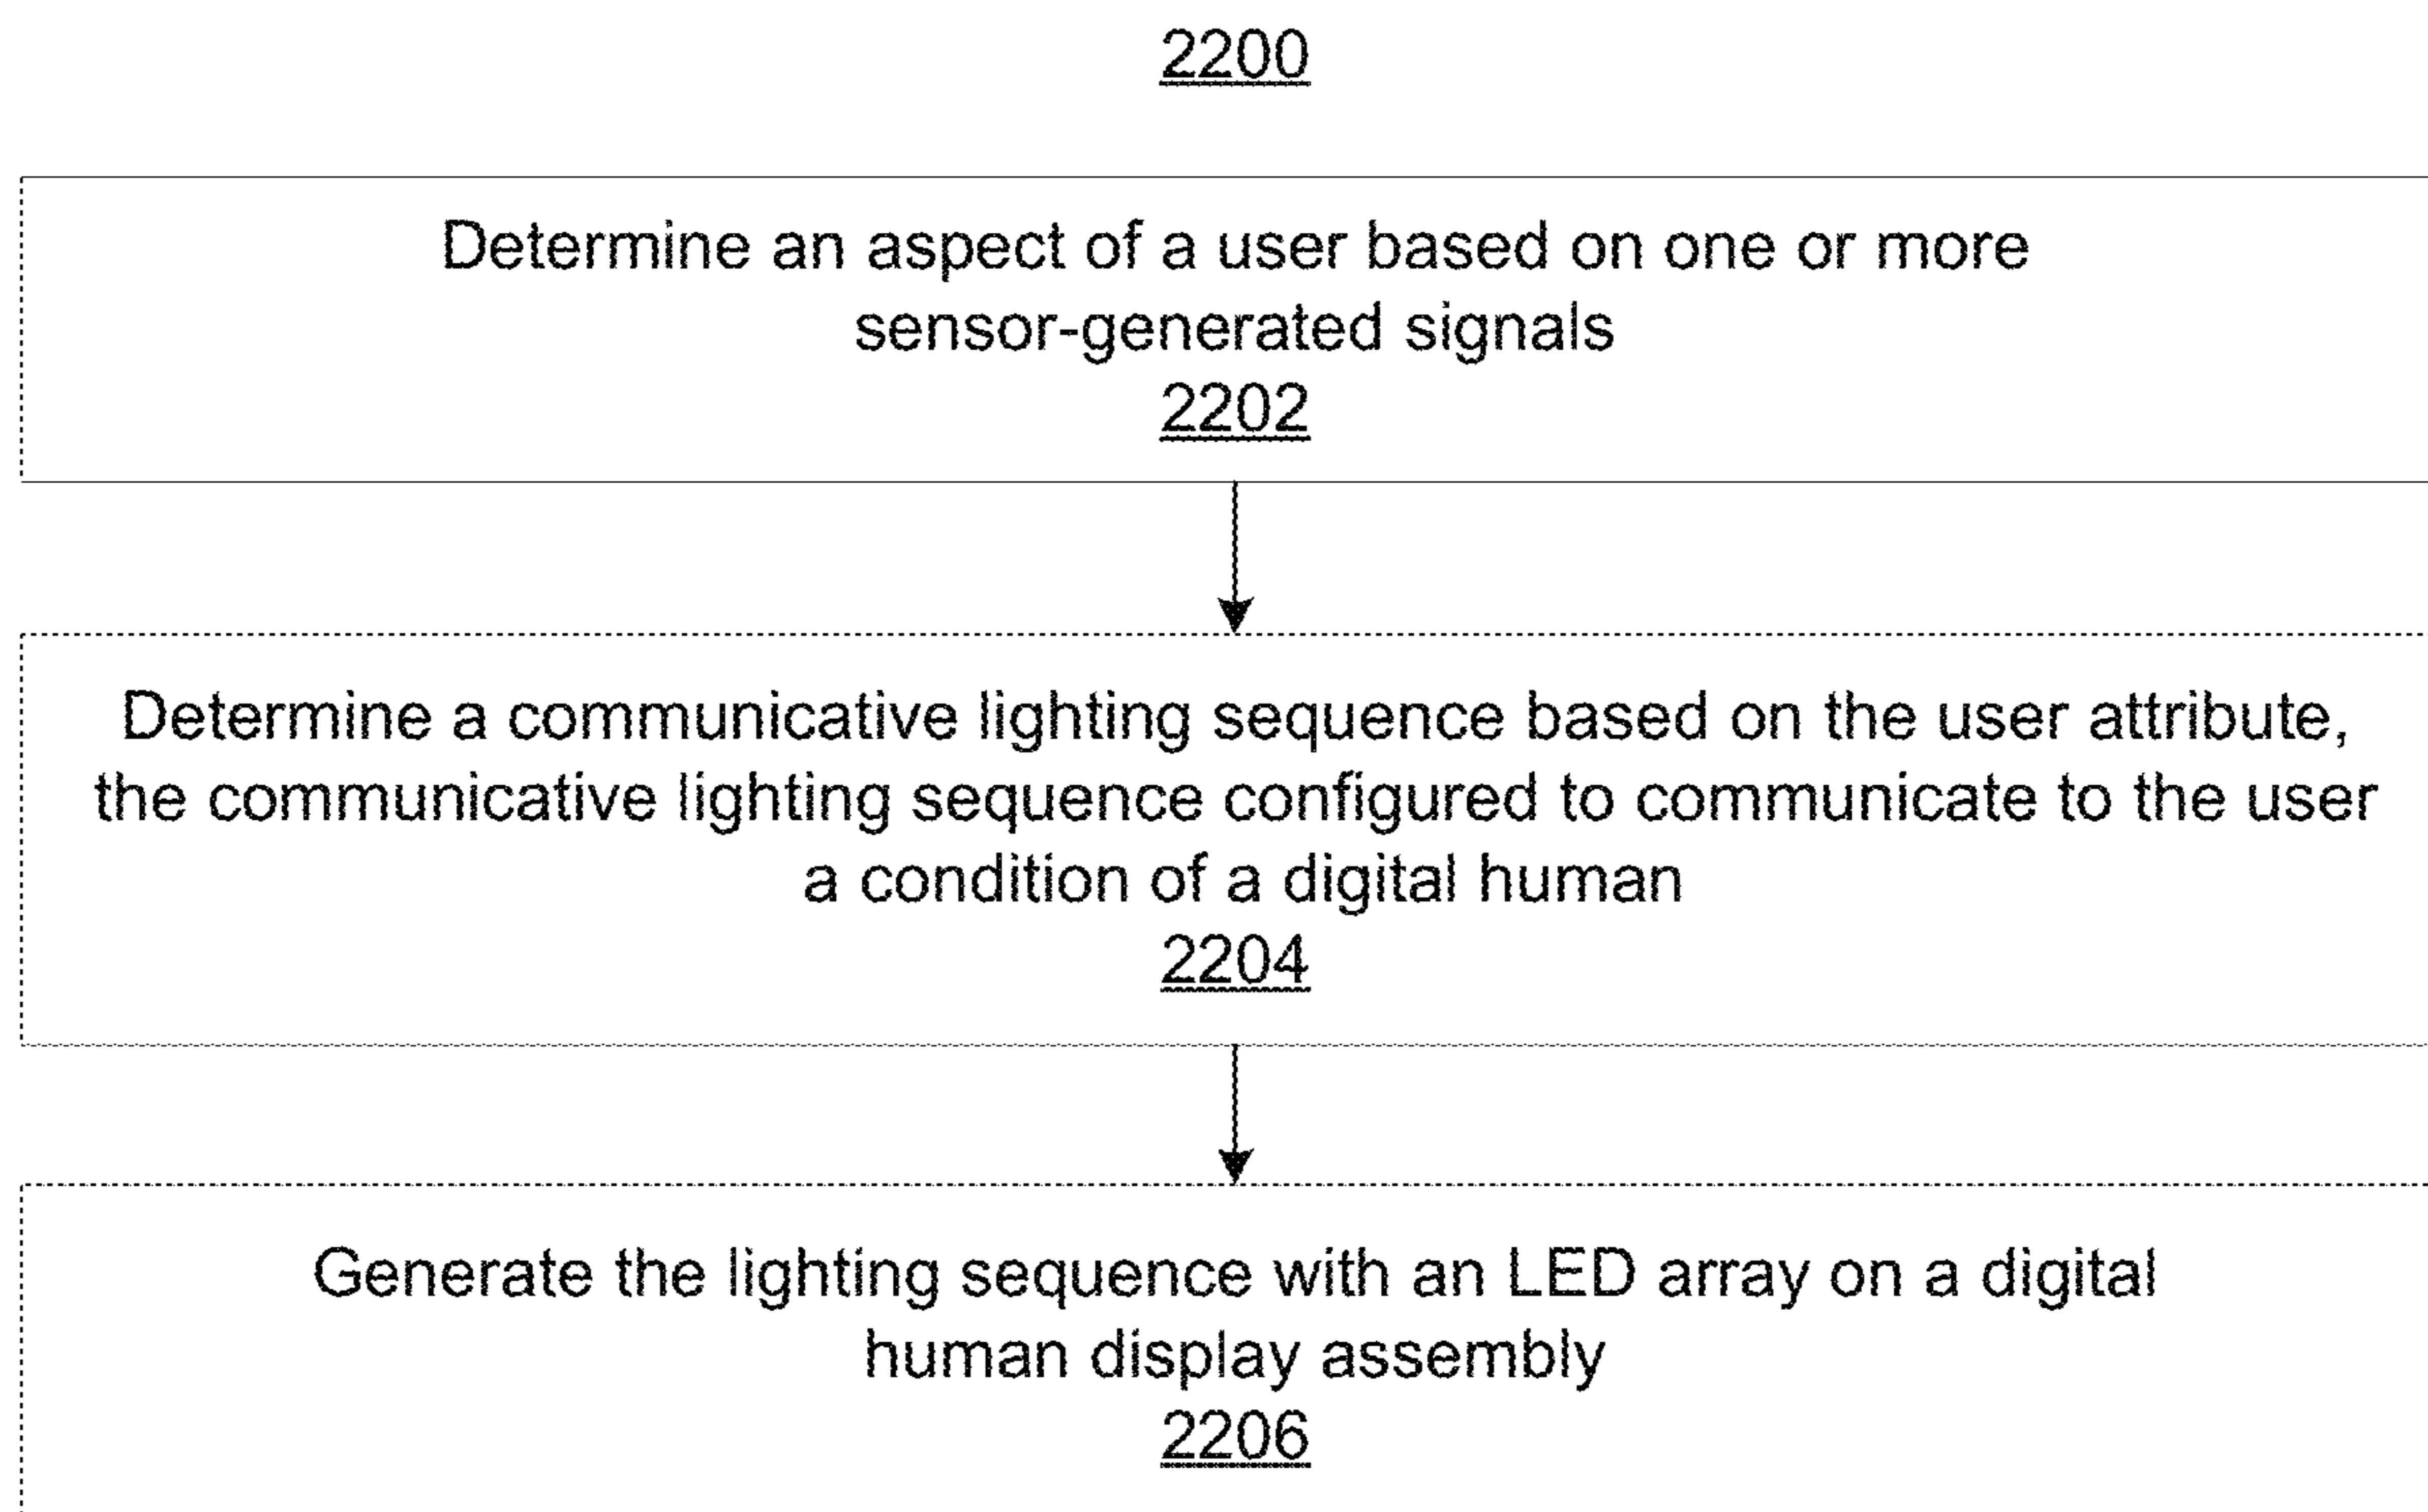 2200
Determine an aspect of a user based on one or more
sensor-generated signals
2202
Determine a communicative lighting sequence based on the user attribute,
the communicative lighting sequence configured to communicate to the user
a condition of a digital human
2204
Generate the lighting sequence with an LED array on a digital
human display assembly
2206